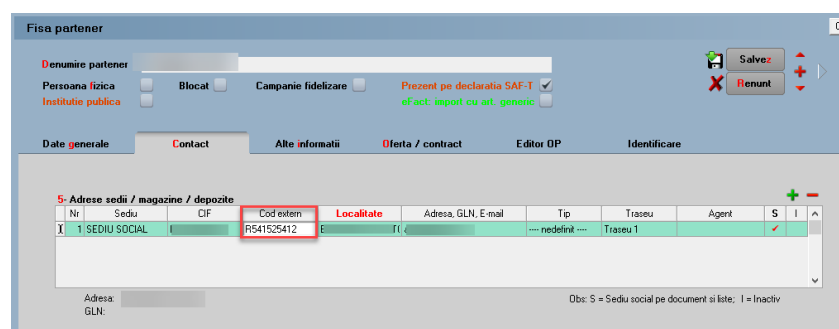 Fisa partener
Denumire partener
Salvez
Persoana fizica Blocat Campanie fidelizare Prezent pe declaratia SAF-T Renunt
Institutie publica of act: import cu art. generic
Date generale Contact Alte informatii Oferta / contract Editor OP Identificare
5- Adrese sedii / magazine / depozite
Nr Sediu CIF Cod extern Localitate Adresa, GLN, E-mail Tip Traseu Agent S I
1 SEDIU SOCIAL R541525412 ---- nedefinit ---- Traseu 1
Adresa: Obs: S = Sediu social pe document si liste; I = Inactiv
GLN: